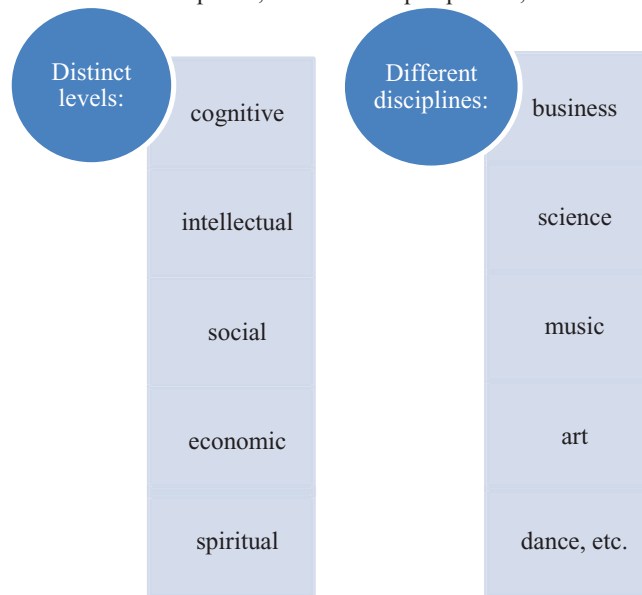 Distinct
levels:
cognitive
intellectual
social
economic
spiritual
Different
disciplines:
business
science
music
art
dance, etc.